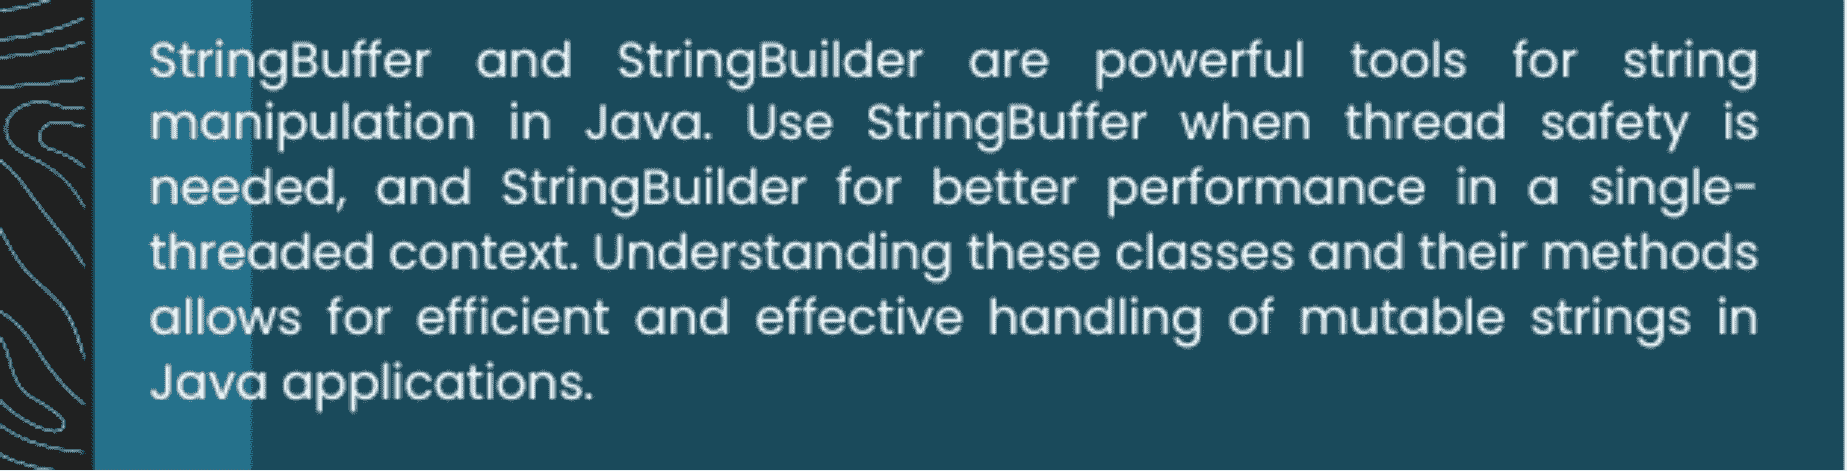 StringBuffer and StringBuilder are powerful tools for string
manipulation in Java. Use StringBuffer when thread safety is
needed, and StringBuilder for better performance in a single-
threaded context. Understanding these classes and their methods
allows for efficient and effective handling of mutable strings in
Java applications.